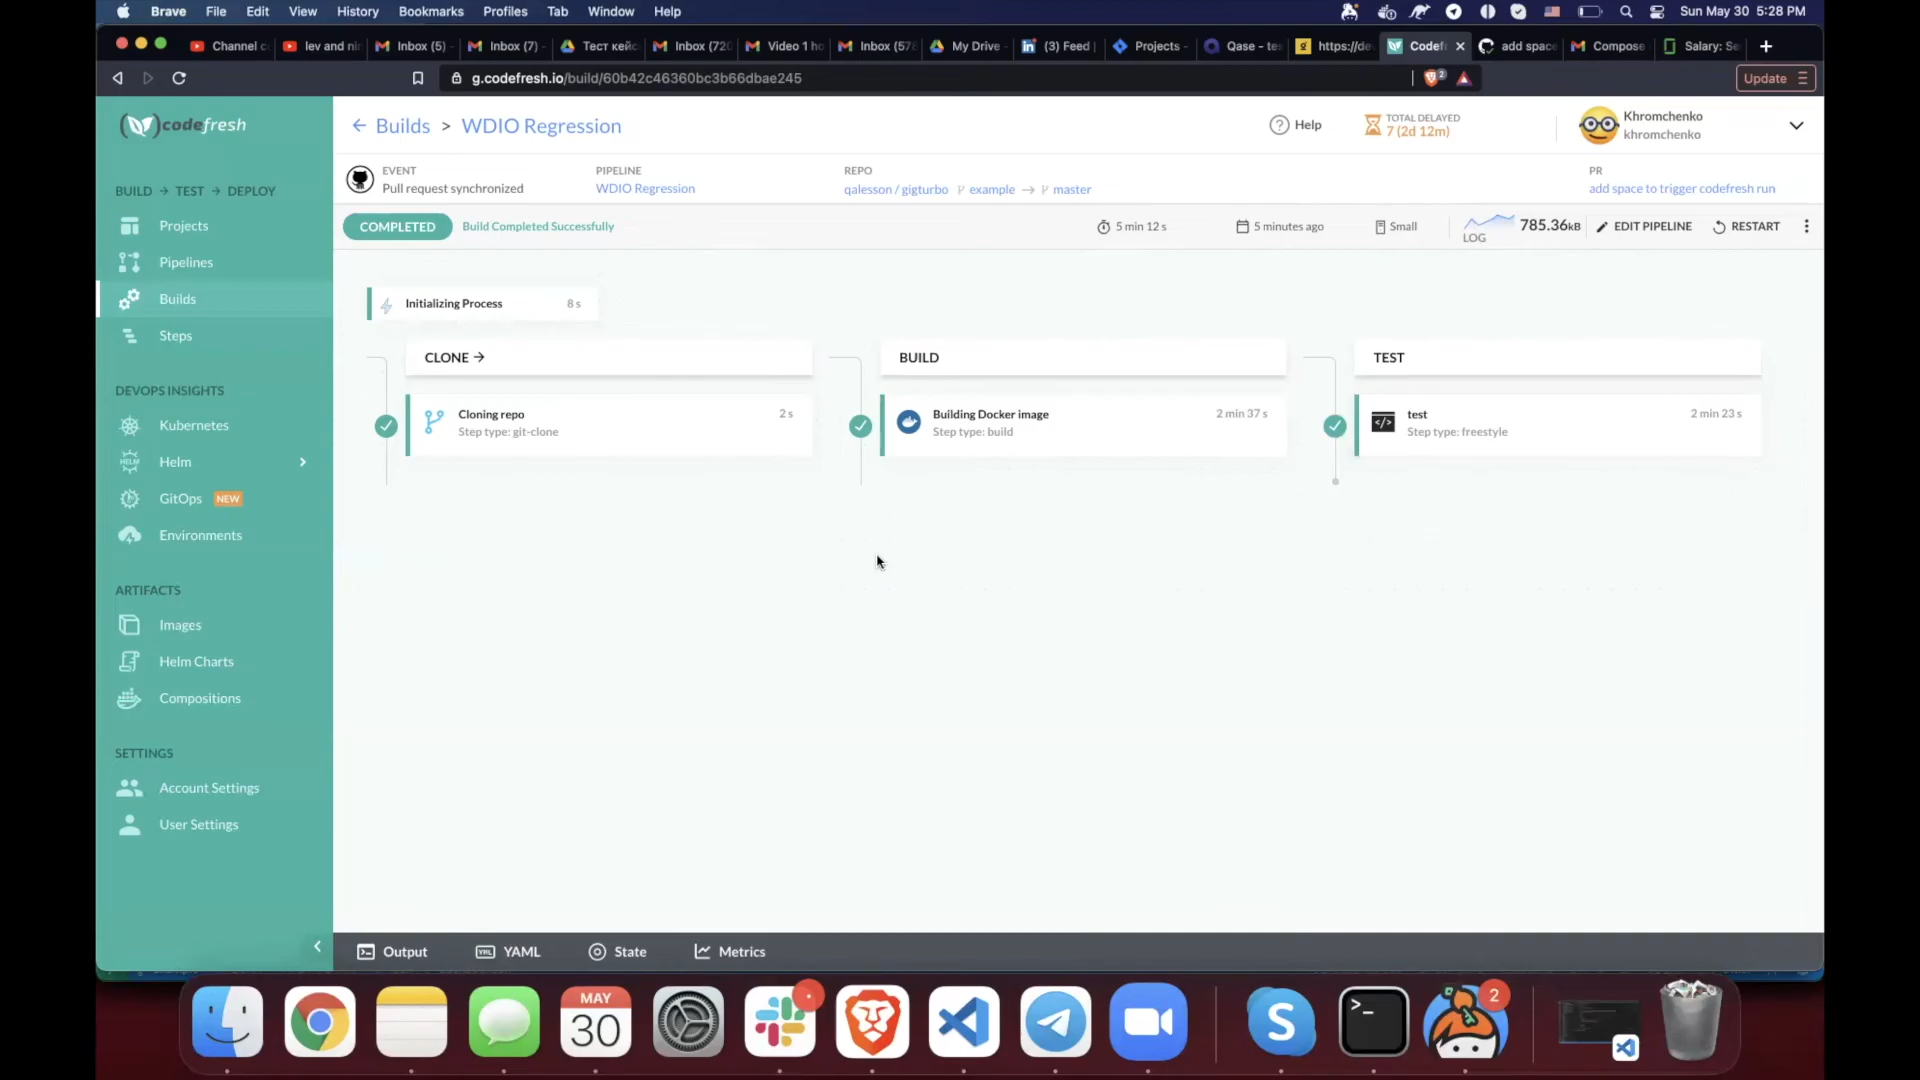 Brave File Edit View History Bookmarks Profiles Tab Window Help Sun May 30 5:28 PM
Channel lev and Inbox (5) Inbox (7) Тест Inbox (720 Video 1 Inbox (578 My Drive (3) Feed Projects Qase https://de Codefr add space Compose Salary: Se
g.codefresh.io/build/60b42c46360bc3b66dbae245 2 Update
codefresh
Builds > WDIO Regression
Help
TOTAL DELAYED
7 (2d 12m)
Khromchenko
khromchenko
EVENT
Pull request synchronized
PIPELINE
WDIO Regression
REPO
qalesson / gigturbo example → master
PR
add space to trigger codefresh run
COMPLETED Build Completed Successfully 5 min 12 s 5 minutes ago Small LOG 785.36kB EDIT PIPELINE RESTART
BUILD → TEST → DEPLOY
Projects
Pipelines
Builds
Steps
DEVOPS INSIGHTS
Kubernetes
HELM Helm
GitOps NEW
Environments
ARTIFACTS
Images
Helm Charts
Compositions
SETTINGS
Account Settings
User Settings
Initializing Process 8 s
CLONE →
Cloning repo 2 s
Step type: git-clone
BUILD
Building Docker image 2 min 37 s
Step type: build
TEST
test 2 min 23 s
Step type: freestyle
Output YML YAML State Metrics
MAY
30
2